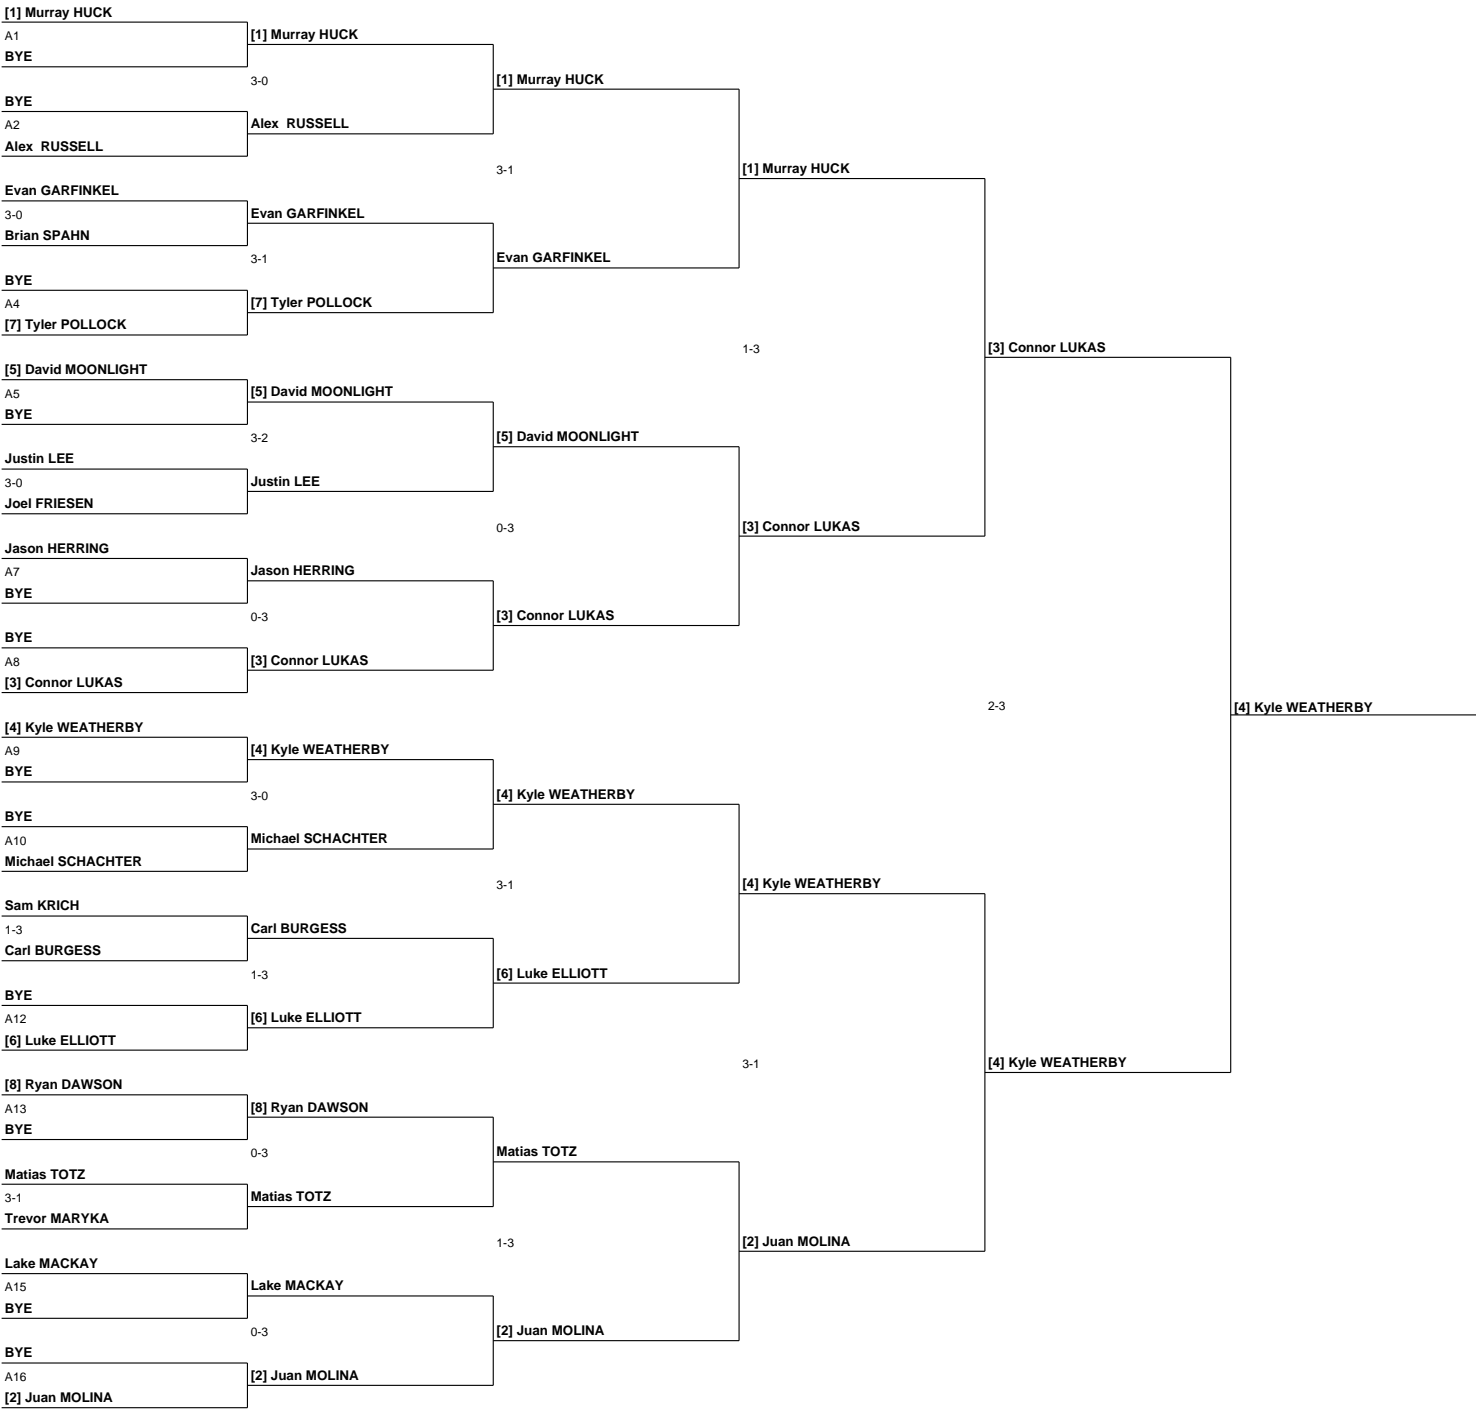 [1] Murray HUCK
A1
BYE
BYE
A2
Alex RUSSELL
Evan GARFINKEL
3-0
Brian SPAHN
BYE
A4
[7] Tyler POLLOCK
[5] David MOONLIGHT
A5
BYE
Justin LEE
3-0
Joel FRIESEN
Jason HERRING
A7
BYE
BYE
A8
[3] Connor LUKAS
[4] Kyle WEATHERBY
A9
BYE
BYE
A10
Michael SCHACHTER
Sam KRICH
1-3
Carl BURGESS
BYE
A12
[6] Luke ELLIOTT
[8] Ryan DAWSON
A13
BYE
Matias TOTZ
3-1
Trevor MARYKA
Lake MACKAY
A15
BYE
BYE
A16
[2] Juan MOLINA
[1] Murray HUCK
3-0
Alex RUSSELL
Evan GARFINKEL
3-1
[7] Tyler POLLOCK
[5] David MOONLIGHT
3-2
Justin LEE
Jason HERRING
0-3
[3] Connor LUKAS
[4] Kyle WEATHERBY
3-0
Michael SCHACHTER
Carl BURGESS
1-3
[6] Luke ELLIOTT
[8] Ryan DAWSON
0-3
Matias TOTZ
Lake MACKAY
0-3
[2] Juan MOLINA
[1] Murray HUCK
3-1
Evan GARFINKEL
[5] David MOONLIGHT
0-3
[3] Connor LUKAS
[4] Kyle WEATHERBY
3-1
[6] Luke ELLIOTT
Matias TOTZ
1-3
[2] Juan MOLINA
[1] Murray HUCK
1-3
[3] Connor LUKAS
[4] Kyle WEATHERBY
3-1
[2] Juan MOLINA
[3] Connor LUKAS
2-3
[4] Kyle WEATHERBY
[4] Kyle WEATHERBY